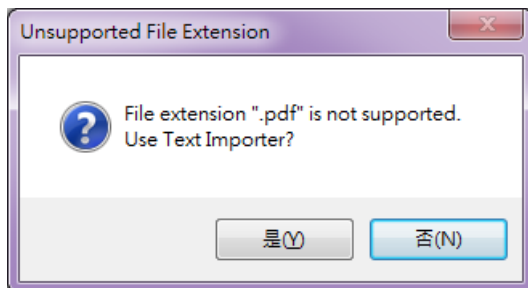 Unsupported File Extension
File extension ".pdf" is not supported.
Use Text Importer?
是(Y)
否(N)